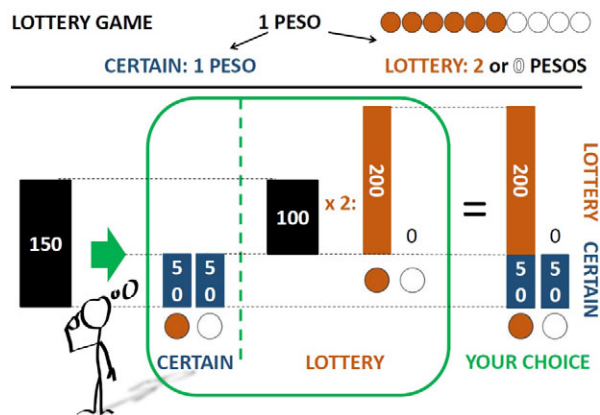 LOTTERY GAME
1 PESO
CERTAIN: 1 PESO
LOTTERY: 2 or 0 PESOS
150
50
50
100
x 2:
200
0
=
200
0
50
50
LOTTERY
CERTAIN
CERTAIN
LOTTERY
YOUR CHOICE